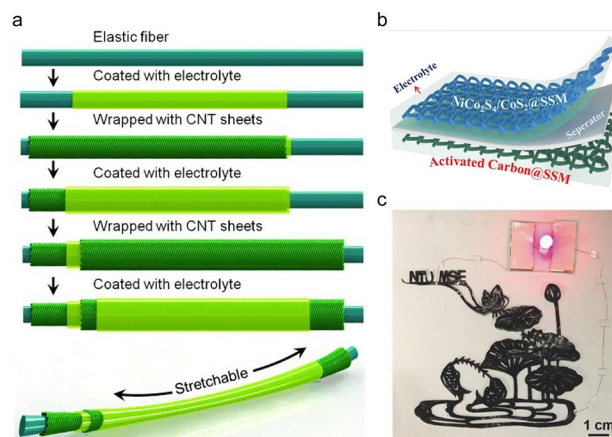 a
Elastic fiber
Coated with electrolyte
Wrapped with CNT sheets
Coated with electrolyte
Wrapped with CNT sheets
Coated with electrolyte
Stretchable
b
Electrolyte
NiCo₂S₄/CoS₂@SSM
Seperator
Activated Carbon@SSM
c
NTU MSE
1 cm